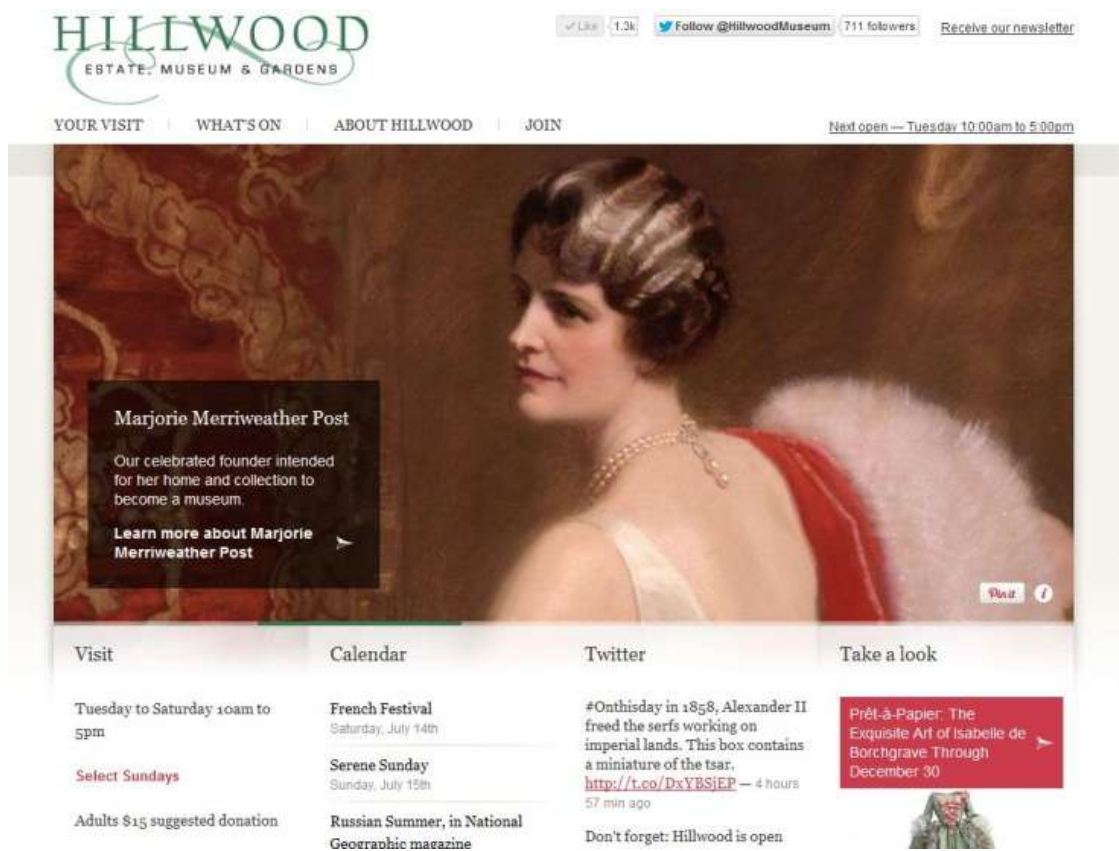 HILLWOOD
ESTATE, MUSEUM & GARDENS
Like 1.3k Follow @HillwoodMuseum 711 followers Receive our newsletter
YOUR VISIT WHAT'S ON ABOUT HILLWOOD JOIN
Next open — Tuesday 10:00am to 5:00pm
Marjorie Merriweather Post
Our celebrated founder intended
for her home and collection to
become a museum.
Learn more about Marjorie
Merriweather Post
Pin it i
Visit
Tuesday to Saturday 10am to
5pm
Select Sundays
Adults $15 suggested donation
Calendar
French Festival
Saturday, July 14th
Serene Sunday
Sunday, July 15th
Russian Summer, in National
Geographic magazine
Twitter
#Onthisday in 1858, Alexander II
freed the serfs working on
imperial lands. This box contains
a miniature of the tsar.
http://t.co/DxYBSjEP — 4 hours
57 min ago
Don't forget: Hillwood is open
Take a look
Prêt-à-Papier: The
Exquisite Art of Isabelle de
Borchgrave Through
December 30